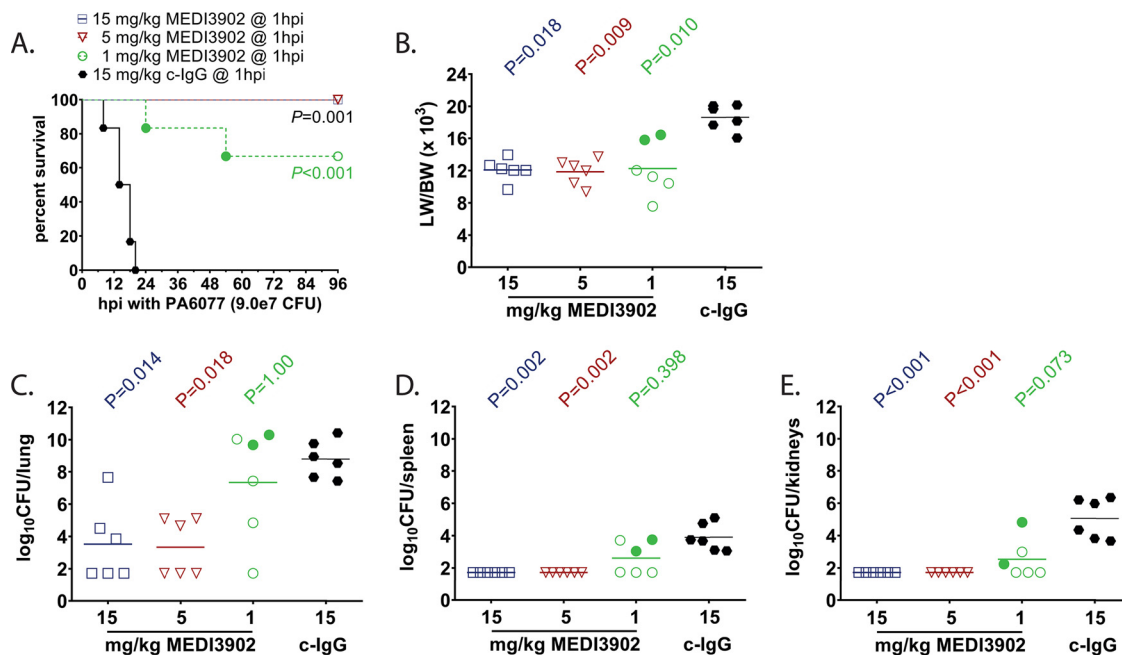 A.
15 mg/kg MEDI3902 @ 1hpi
5 mg/kg MEDI3902 @ 1hpi
1 mg/kg MEDI3902 @ 1hpi
15 mg/kg c-IgG @ 1hpi
percent survival
100
80
60
40
20
0
P=0.001
P<0.001
0 12 24 36 48 60 72 84 96
hpi with PA6077 (9.0e7 CFU)
B.
P=0.018 P=0.009 P=0.010
LW/BW (x 10³)
24
20
16
12
8
4
0
15 5 1 15
mg/kg MEDI3902 c-IgG
C.
P=0.014 P=0.018 P=1.00
log₁₀CFU/lung
12
10
8
6
4
2
0
15 5 1 15
mg/kg MEDI3902 c-IgG
D.
P=0.002 P=0.002 P=0.398
log₁₀CFU/spleen
12
10
8
6
4
2
0
15 5 1 15
mg/kg MEDI3902 c-IgG
E.
P<0.001 P<0.001 P=0.073
log₁₀CFU/kidneys
12
10
8
6
4
2
0
15 5 1 15
mg/kg MEDI3902 c-IgG